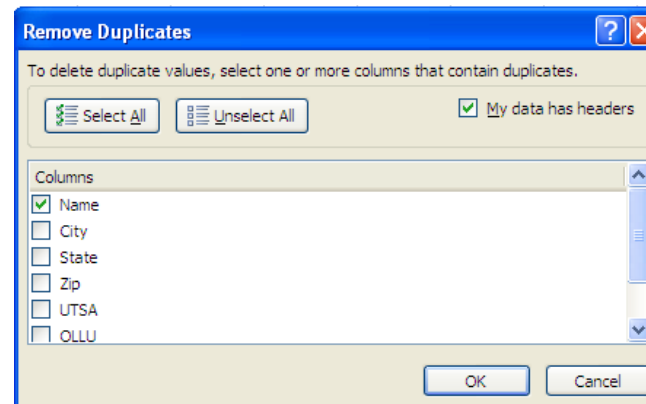 Remove Duplicates
To delete duplicate values, select one or more columns that contain duplicates.
Select All
Unselect All
My data has headers
Columns
Name
City
State
Zip
UTSA
OLLU
OK
Cancel